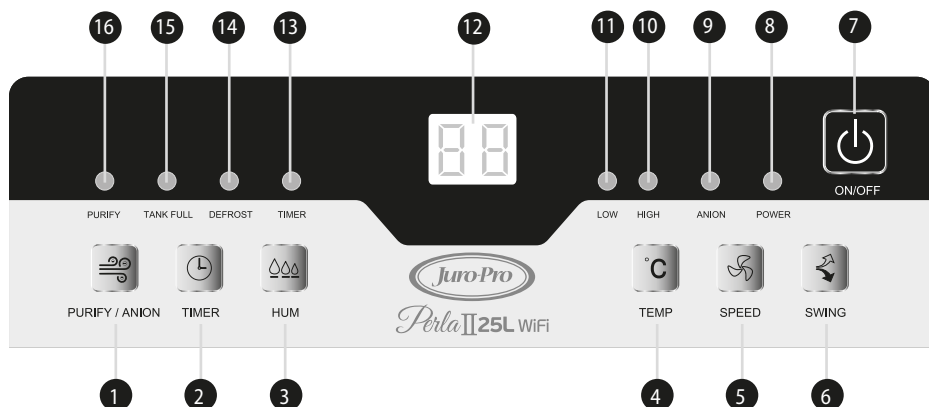 16 15 14 13 12 11 10 9 8 7
88
ON/OFF
PURIFY TANK FULL DEFROST TIMER LOW HIGH ANION POWER
°C
Juro·Pro
PURIFY / ANION TIMER HUM TEMP SPEED SWING
Perla II 25L WiFi
1 2 3 4 5 6